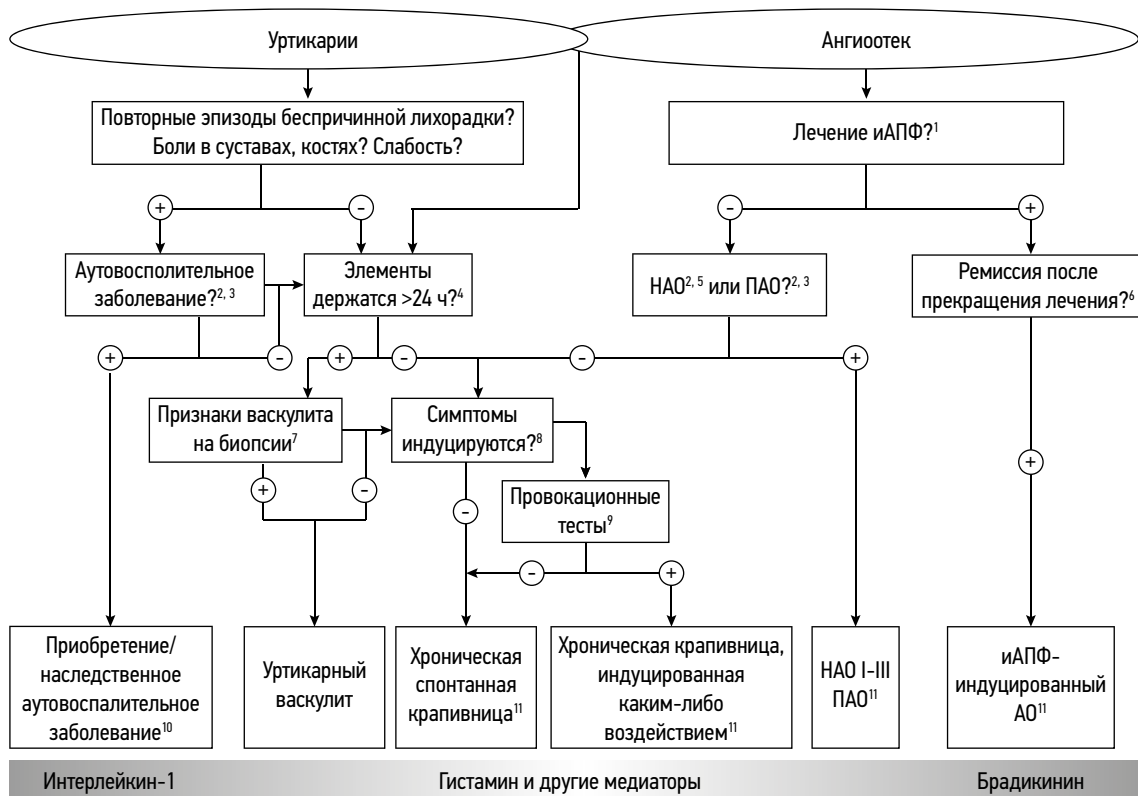 Уртикарии
Ангиоотек
Повторные эпизоды беспричинной лихорадки?
Боли в суставах, костях? Слабость?
Лечение иАПФ?1
+
-
-
+
Аутовосполительное
заболевание?2, 3
Элементы
держатся >24 ч?4
НАО2, 5 или ПАО?2, 3
Ремиссия после
прекращения лечения?6
+
-
+
-
-
+
Признаки васкулита
на биопсии7
Симптомы
индуцируются?8
+
-
-
Провокационные
тесты9
+
-
+
Приобретение/
наследственное
аутовоспалительное
заболевание10
Уртикарный
васкулит
Хроническая
спонтанная
крапивница11
Хроническая крапивница,
индуцированная
каким-либо
воздействием11
НАО I-III
ПАО11
иАПФ-
индуцированный
АО11
Интерлейкин-1
Гистамин и другие медиаторы
Брадикинин